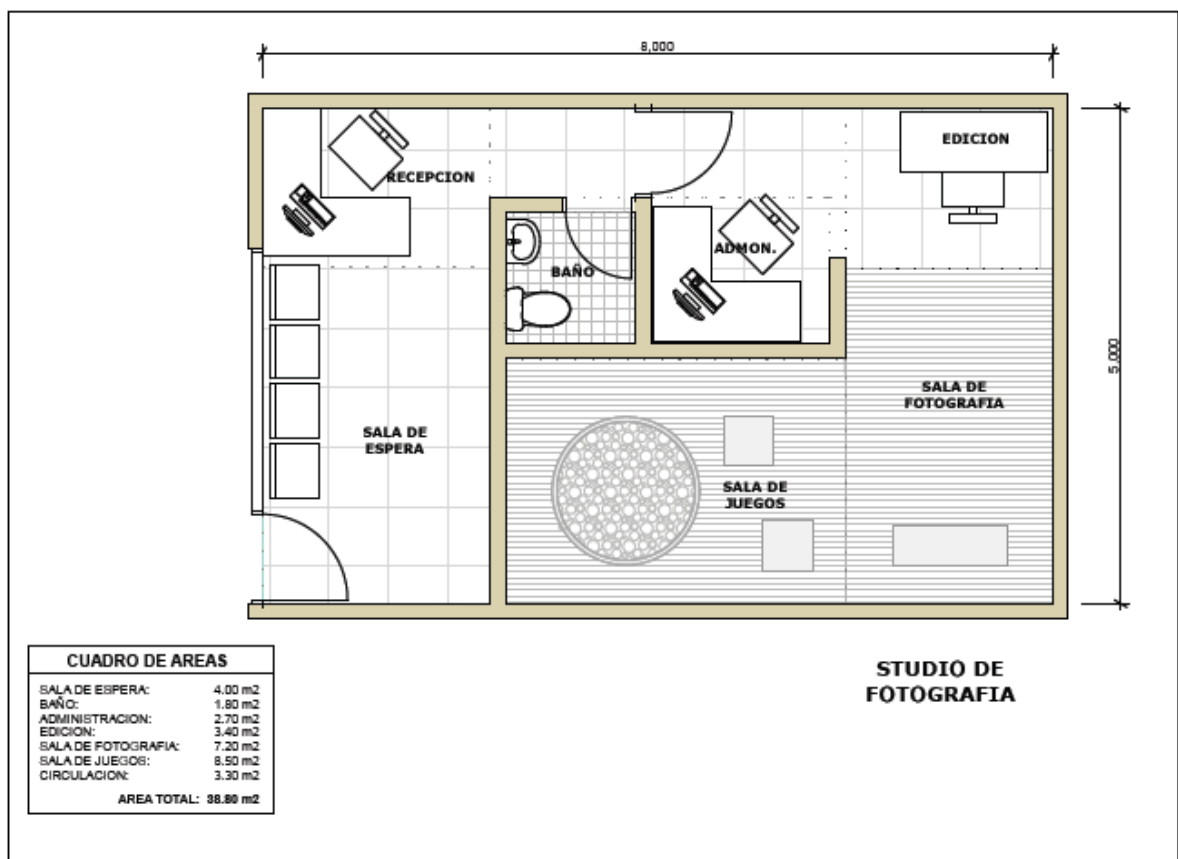 8,000
EDICION
RECEPCION
ADMON.
BAÑO
5,000
SALA DE
FOTOGRAFIA
SALA DE
ESPERA
SALA DE
JUEGOS
CUADRO DE AREAS
SALA DE ESPERA: 4.00 m2
BAÑO: 1.80 m2
ADMINISTRACION: 2.70 m2
EDICION: 3.40 m2
SALA DE FOTOGRAFIA: 7.20 m2
SALA DE JUEGOS: 8.50 m2
CIRCULACION: 3.30 m2
AREA TOTAL: 38.80 m2
STUDIO DE
FOTOGRAFIA